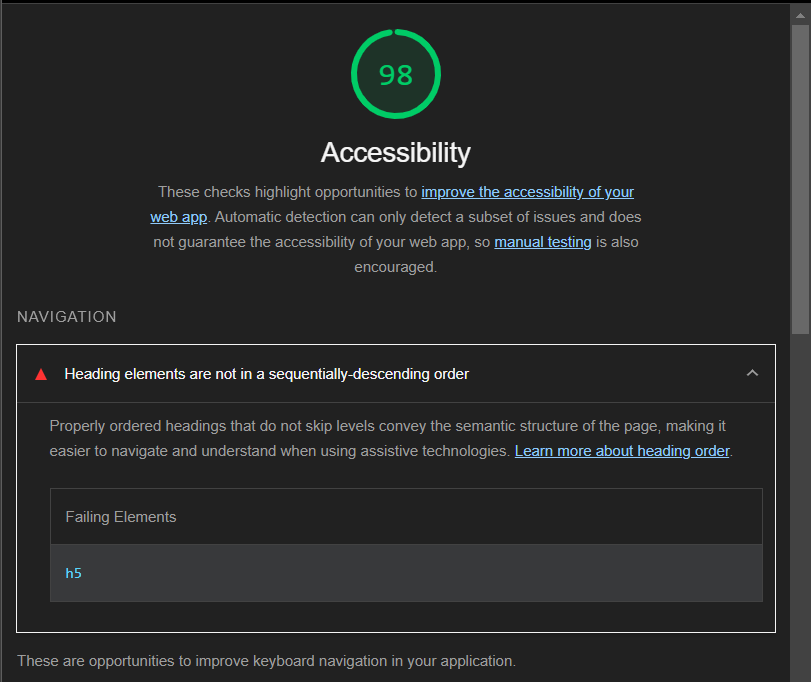 98
Accessibility
These checks highlight opportunities to improve the accessibility of your
web app. Automatic detection can only detect a subset of issues and does
not guarantee the accessibility of your web app, so manual testing is also
encouraged.
NAVIGATION
Heading elements are not in a sequentially-descending order
Properly ordered headings that do not skip levels convey the semantic structure of the page, making it
easier to navigate and understand when using assistive technologies. Learn more about heading order.
Failing Elements
h5
These are opportunities to improve keyboard navigation in your application.